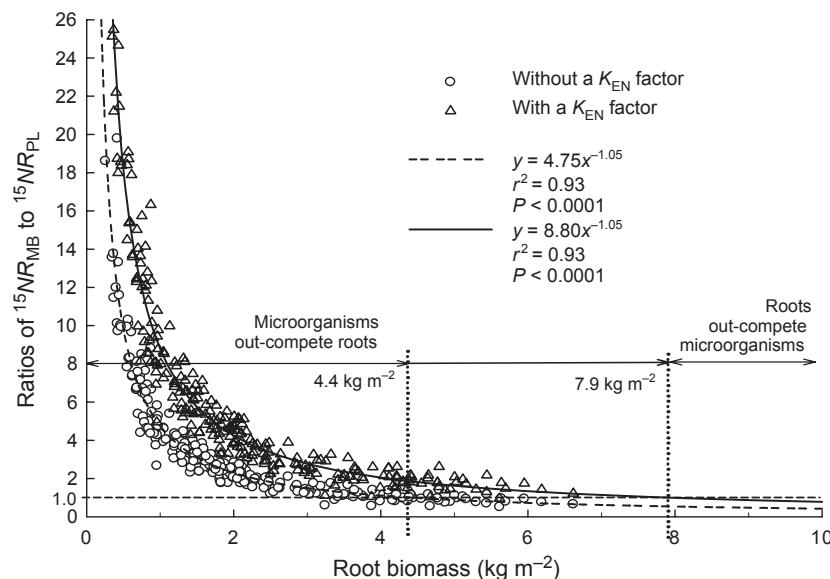 26
24
22
20
18
16
14
12
10
8
6
4
2
1.0
0
Ratios of ¹⁵NR_MB to ¹⁵NR_PL
Without a K_EN factor
With a K_EN factor
y = 4.75x⁻¹·⁰⁵
r² = 0.93
P < 0.0001
y = 8.80x⁻¹·⁰⁵
r² = 0.93
P < 0.0001
Microorganisms
out-compete roots
Roots
out-compete
microorganisms
4.4 kg m⁻²
7.9 kg m⁻²
0 2 4 6 8 10
Root biomass (kg m⁻²)